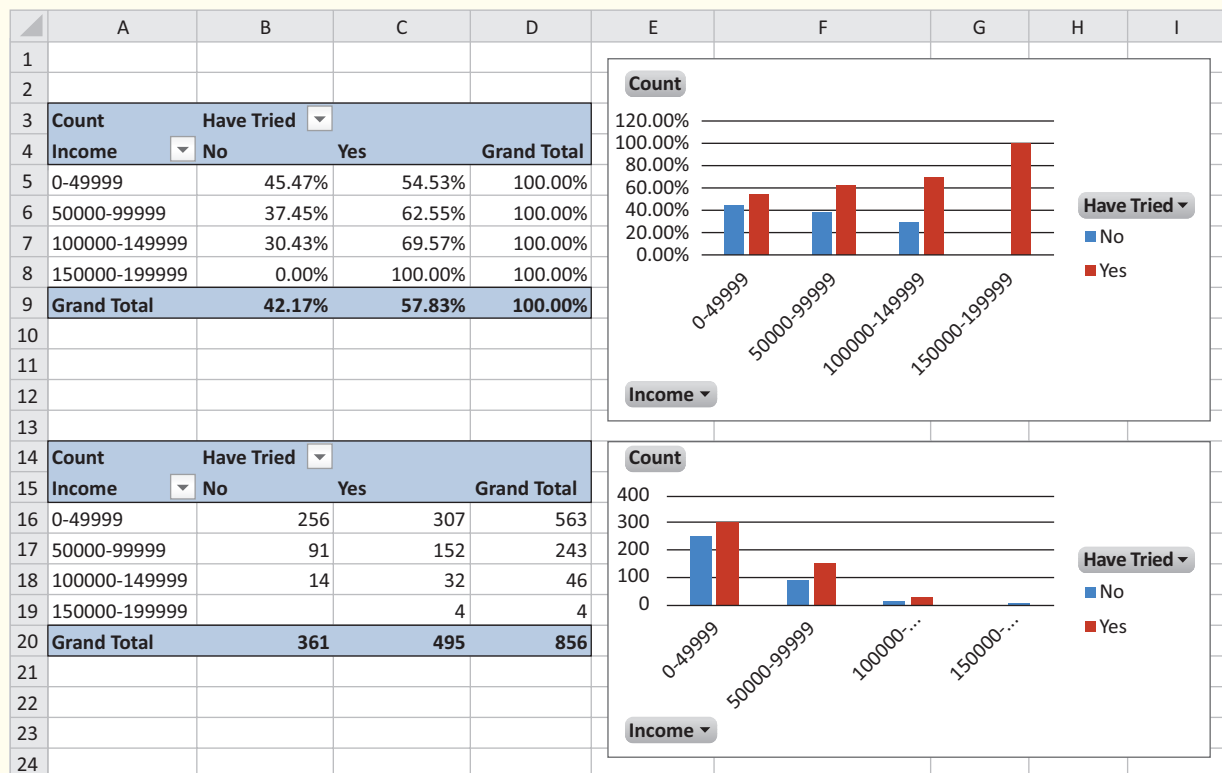 A B C D E F G H I
1
2
3 Count Have Tried
4 Income No Yes Grand Total
5 0-49999 45.47% 54.53% 100.00%
6 50000-99999 37.45% 62.55% 100.00%
7 100000-149999 30.43% 69.57% 100.00%
8 150000-199999 0.00% 100.00% 100.00%
9 Grand Total 42.17% 57.83% 100.00%
10
11
12
13
14 Count Have Tried
15 Income No Yes Grand Total
16 0-49999 256 307 563
17 50000-99999 91 152 243
18 100000-149999 14 32 46
19 150000-199999 4 4
20 Grand Total 361 495 856
21
22
23
24
Count
120.00%
100.00%
80.00%
60.00%
40.00%
20.00%
0.00%
0-49999
50000-99999
100000-149999
150000-199999
Have Tried
No
Yes
Income
Count
400
300
200
100
0
0-49999
50000-99999
100000-...
150000-...
Have Tried
No
Yes
Income